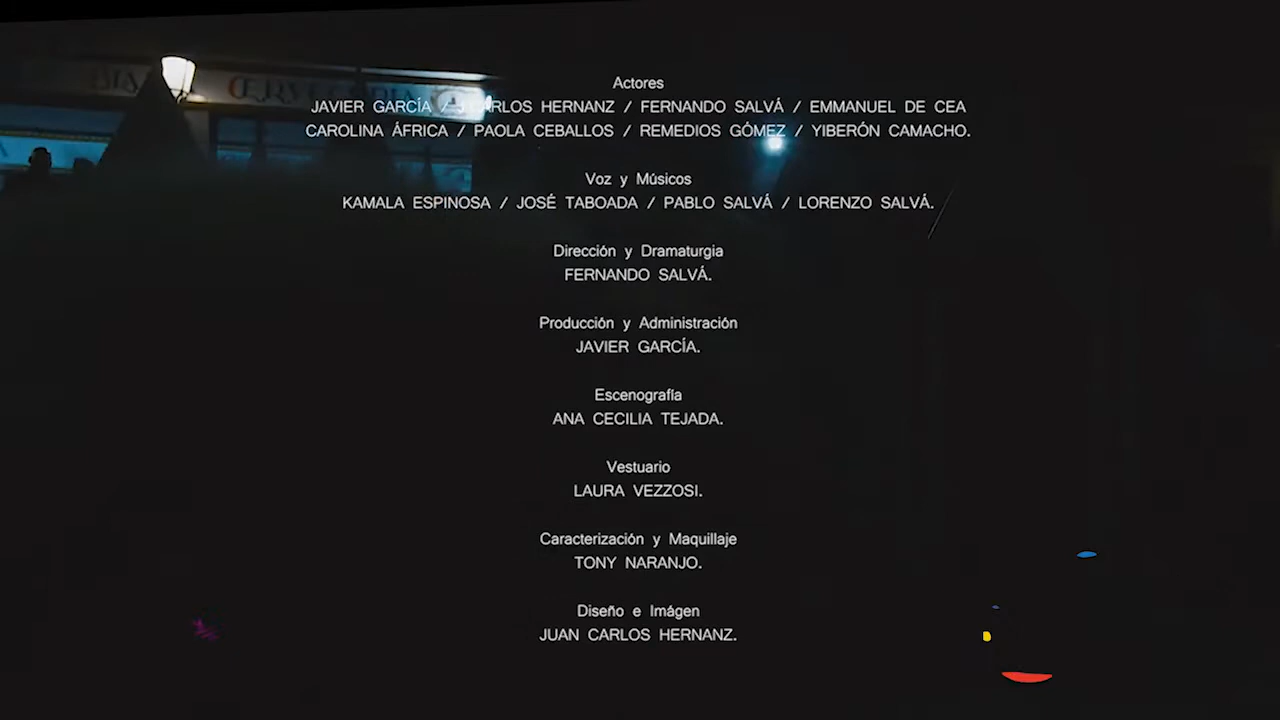 CERVECERIA
Actores
JAVIER GARCÍA / J.CARLOS HERNANZ / FERNANDO SALVÁ / EMMANUEL DE CEA
CAROLINA ÁFRICA / PAOLA CEBALLOS / REMEDIOS GÓMEZ / YIBERÓN CAMACHO.
Voz y Músicos
KAMALA ESPINOSA / JOSÉ TABOADA / PABLO SALVÁ / LORENZO SALVÁ.
Dirección y Dramaturgia
FERNANDO SALVÁ.
Producción y Administración
JAVIER GARCÍA.
Escenografía
ANA CECILIA TEJADA.
Vestuario
LAURA VEZZOSI.
Caracterización y Maquillaje
TONY NARANJO.
Diseño e Imágen
JUAN CARLOS HERNANZ.